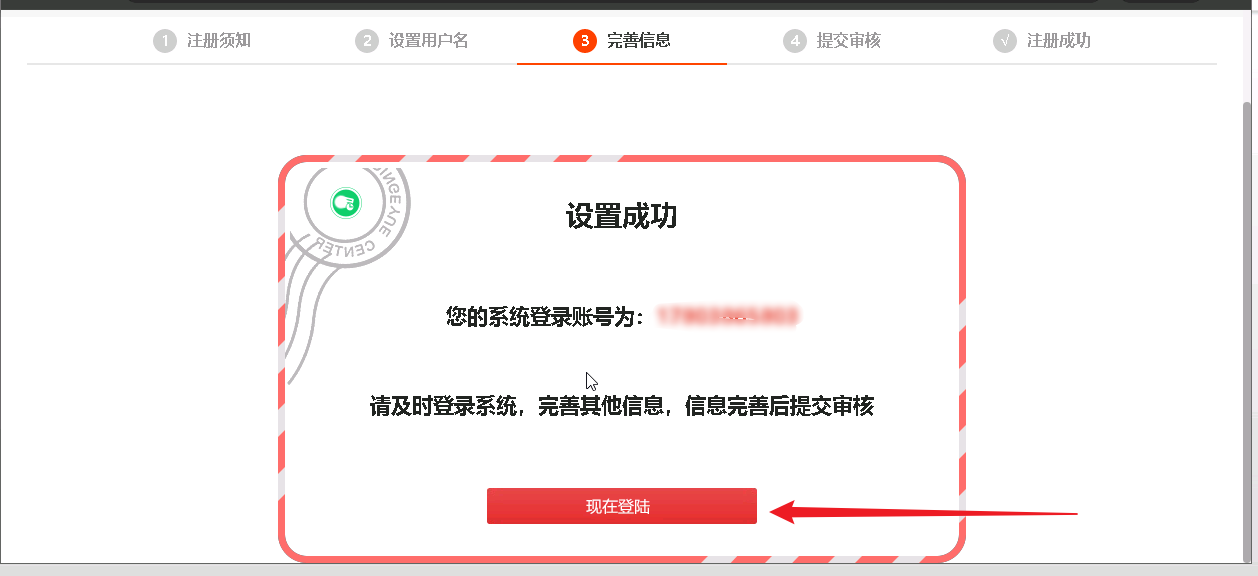 1 注册须知
2 设置用户名
3 完善信息
4 提交审核
√ 注册成功
设置成功
您的系统登录账号为：
请及时登录系统，完善其他信息，信息完善后提交审核
现在登陆
CENTER